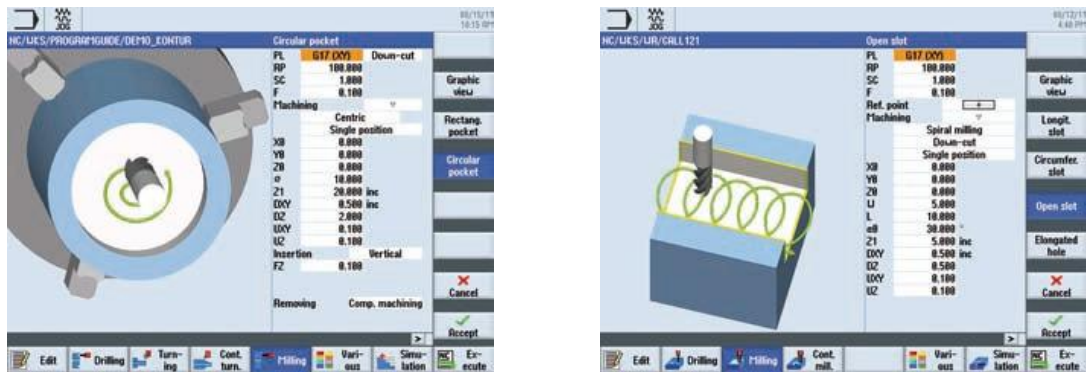 JOG
10:15 AM
NC/WKS/PROGRAMGUIDE/DEMO_KONTUR
Circular pocket
PL G17 (XY) Down-cut
RP 100.000
SC 1.000
F 0.100
Machining ▽
Centric
Single position
X0 0.000
Y0 0.000
Z0 0.000
ø 10.000
Z1 20.000 inc
DXY 0.500 inc
DZ 2.000
UXY 0.100
UZ 0.100
Insertion Vertical
FZ 0.100
Removing Comp. machining
Graphic view
Rectang. pocket
Circular pocket
Cancel
Accept
>
Edit Drilling Turn-ing Cont. turn. Milling Vari-ous Simu-lation Ex-ecute
JOG
4:40 PM
NC/WKS/WR/CALL121
Open slot
PL G17 (XY)
RP 100.000
SC 1.000
F 0.100
Ref. point
Machining ▽
Spiral milling
Down-cut
Single position
X0 0.000
Y0 0.000
Z0 0.000
W 5.000
L 10.000
α0 30.000 °
Z1 5.000 inc
DXY 0.500 inc
DZ 0.500
UXY 0.100
UZ 0.100
Graphic view
Longit. slot
Circumfer. slot
Open slot
Elongated hole
Cancel
Accept
>
Edit Drilling Milling Cont. mill. Vari-ous Simu-lation Ex-ecute